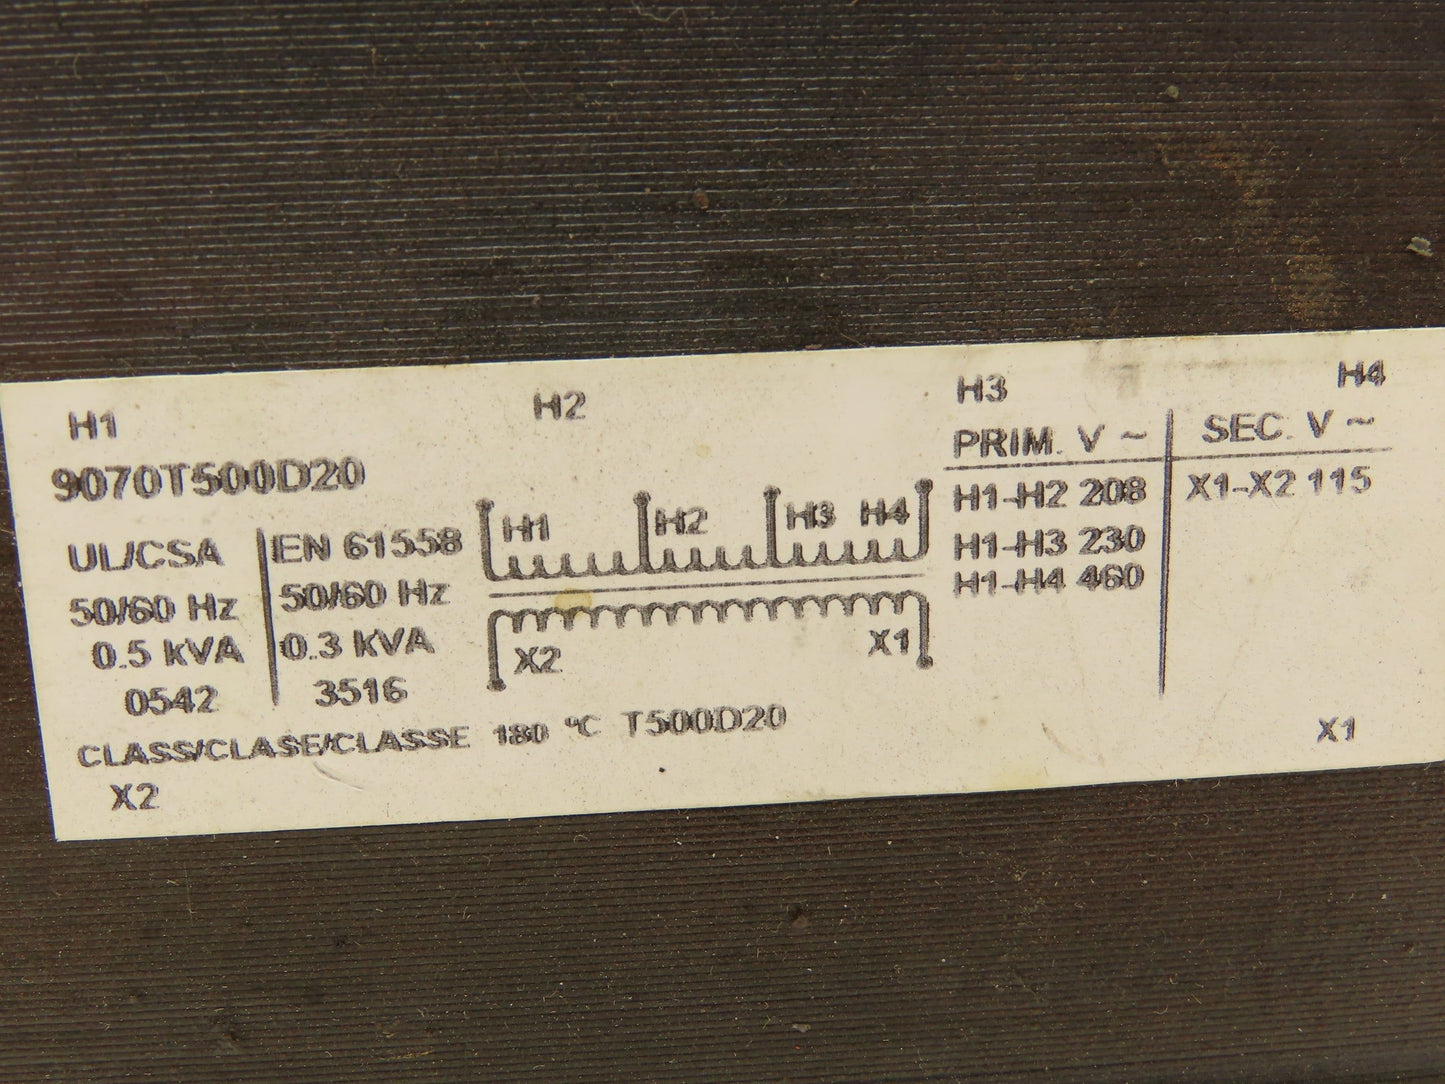 H1 H2 H3 H4
9070T500D20
UL/CSA EN 61558
50/60 Hz 50/60 Hz
0.5 kVA 0.3 kVA
0542 3516
H1 H2 H3 H4
X2 X1
PRIM. V ~ SEC. V ~
H1-H2 208 X1-X2 115
H1-H3 230
H1-H4 460
CLASS/CLASE/CLASSE 180 °C T500D20
X2 X1